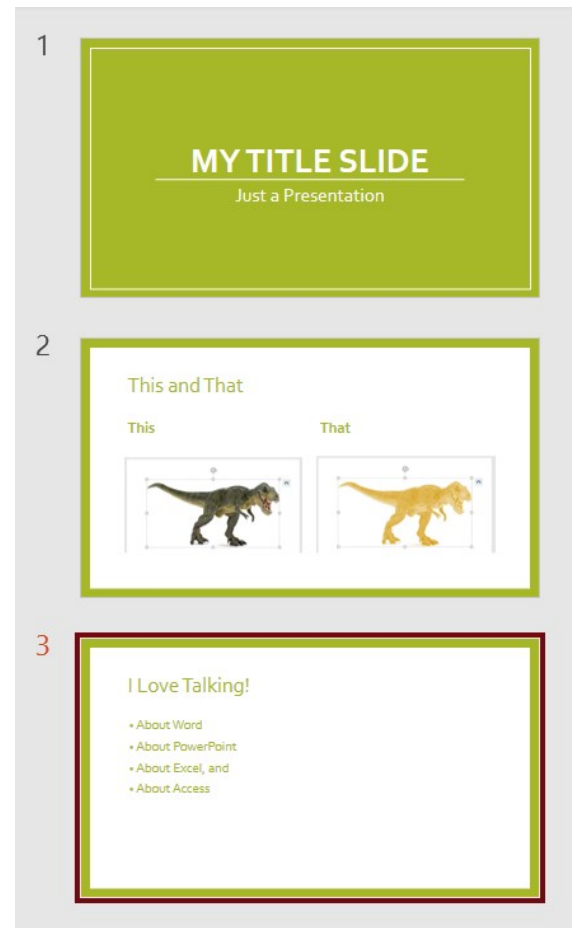 1
MY TITLE SLIDE
Just a Presentation
2
This and That
This That
3
I Love Talking!
• About Word
• About PowerPoint
• About Excel, and
• About Access